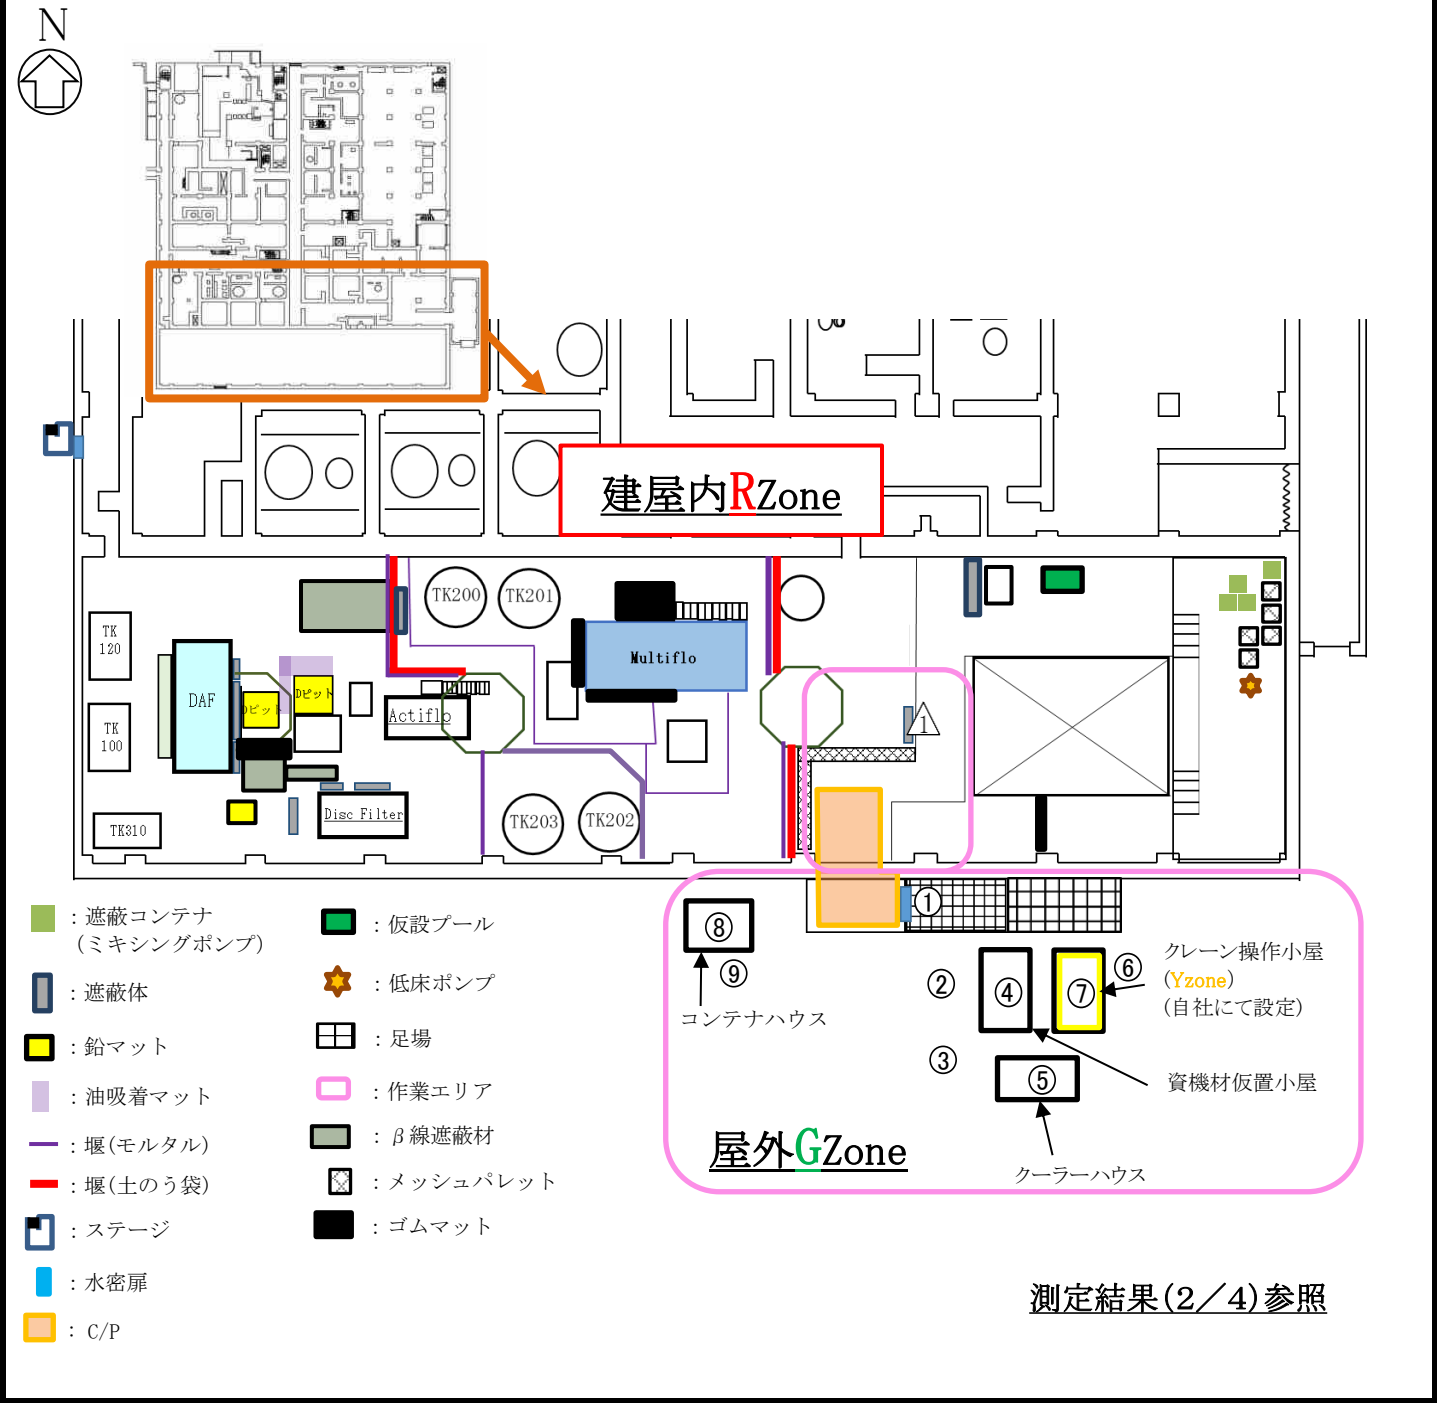 N
建屋内RZone
TK200
TK201
TK
120
DAF
Dピット
Dピット
Multiflo
Actiflo
1
TK
100
TK310
Disc Filter
TK203
TK202
:遮蔽コンテナ
(ミキシングポンプ)
:遮蔽体
:鉛マット
:油吸着マット
:堰(モルタル)
:堰(土のう袋)
:ステージ
:水密扉
: C/P
:仮設プール
:低床ポンプ
:足場
:作業エリア
:β線遮蔽材
:メッシュパレット
:ゴムマット
①
⑧
⑨
コンテナハウス
②
④
⑦
⑥
クレーン操作小屋
(Yzone)
(自社にて設定)
③
⑤
資機材仮置小屋
クーラーハウス
屋外GZone
測定結果(2/4)参照